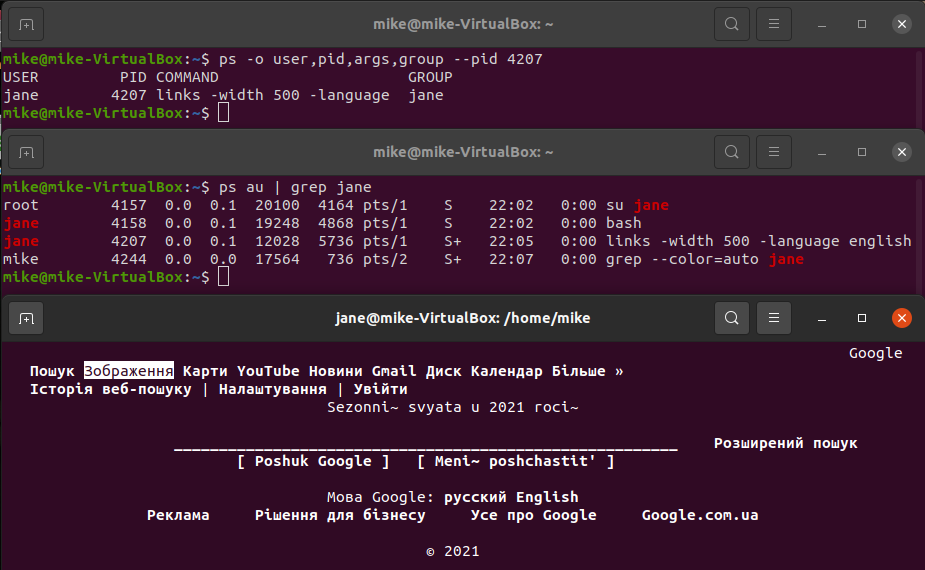 mike@mike-VirtualBox: ~
mike@mike-VirtualBox:~$ ps -o user,pid,args,group --pid 4207
USER PID COMMAND GROUP
jane 4207 links -width 500 -language jane
mike@mike-VirtualBox:~$
mike@mike-VirtualBox: ~
mike@mike-VirtualBox:~$ ps au | grep jane
root 4157 0.0 0.1 20100 4164 pts/1 S 22:02 0:00 su jane
jane 4158 0.0 0.1 19248 4868 pts/1 S 22:02 0:00 bash
jane 4207 0.0 0.1 12028 5736 pts/1 S+ 22:05 0:00 links -width 500 -language english
mike 4244 0.0 0.0 17564 736 pts/2 S+ 22:07 0:00 grep --color=auto jane
mike@mike-VirtualBox:~$
jane@mike-VirtualBox: /home/mike
Google
Пошук Зображення Карти YouTube Новини Gmail Диск Календар Більше »
Історія веб-пошуку | Налаштування | Увійти
Sezonni~ svyata u 2021 roci~
________________________________________________________ Розширений пошук
[ Poshuk Google ] [ Meni~ poshchastit' ]
Мова Google: русский English
Реклама Рішення для бізнесу Усе про Google Google.com.ua
© 2021